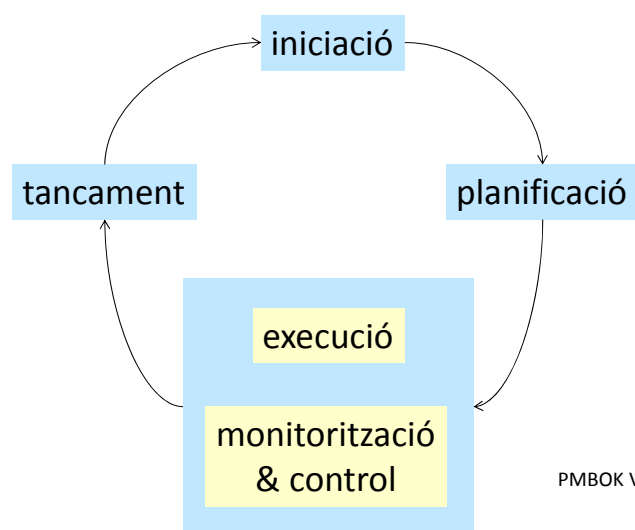 iniciació
tancament
planificació
execució
monitorització
& control
PMBOK V